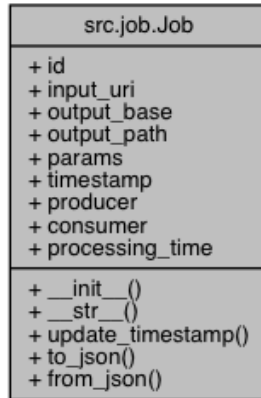 src.job.Job
+ id
+ input_uri
+ output_base
+ output_path
+ params
+ timestamp
+ producer
+ consumer
+ processing_time
+ __init__()
+ __str__()
+ update_timestamp()
+ to_json()
+ from_json()